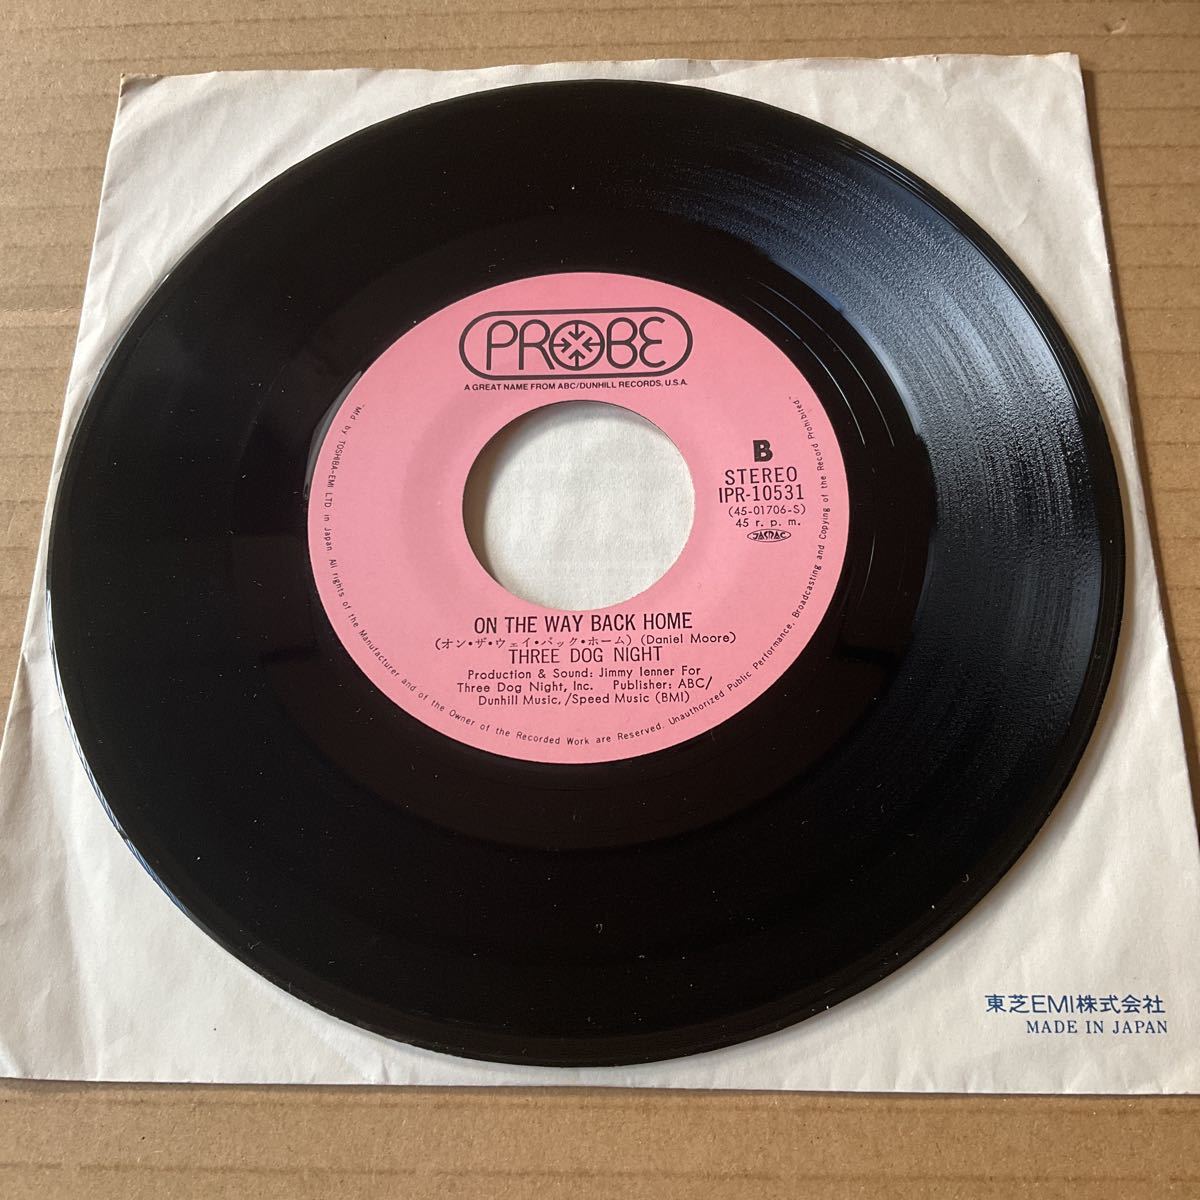 PROBE
A GREAT NAME FROM ABC/DUNHILL RECORDS, U.S.A.
B
STEREO
IPR-10531
(45-01706-S)
45 r. p. m.
JASRAC
ON THE WAY BACK HOME
(オン・ザ・ウェイ・バック・ホーム) (Daniel Moore)
THREE DOG NIGHT
Production & Sound: Jimmy Ienner For
Three Dog Night, Inc. Publisher: ABC/
Dunhill Music,/Speed Music (BMI)
"M'd by TOSHIBA-EMI LTD. in Japan. All rights of the Manufacturer and of the Owner of the Recorded Work are Reserved. Unauthorized Public Performance, Broadcasting and Copying of the Record Prohibited"
東芝EMI株式会社
MADE IN JAPAN